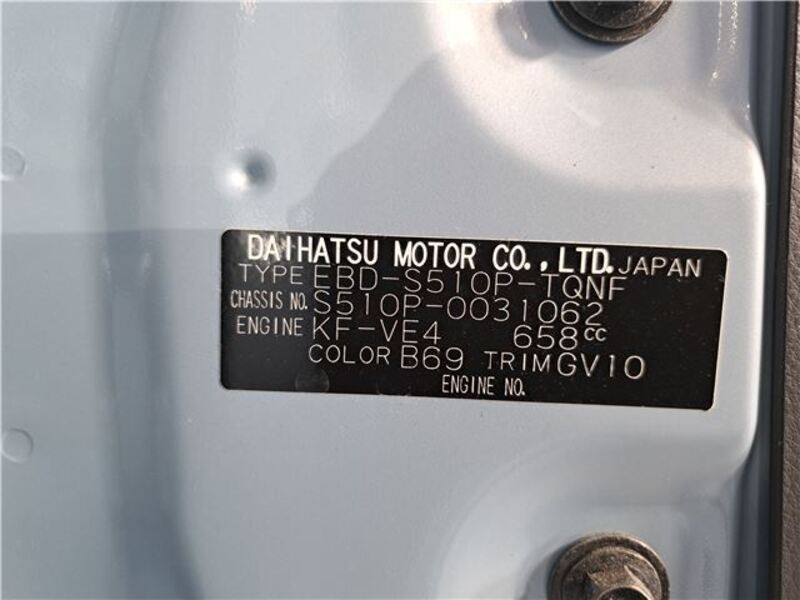 DAIHATSU MOTOR CO., LTD. JAPAN
TYPE EBD-S510P-TQNF
CHASSIS NO. S510P-0031062
ENGINE KF-VE4 658cc
COLOR B69 TRIM GV10
ENGINE NO.